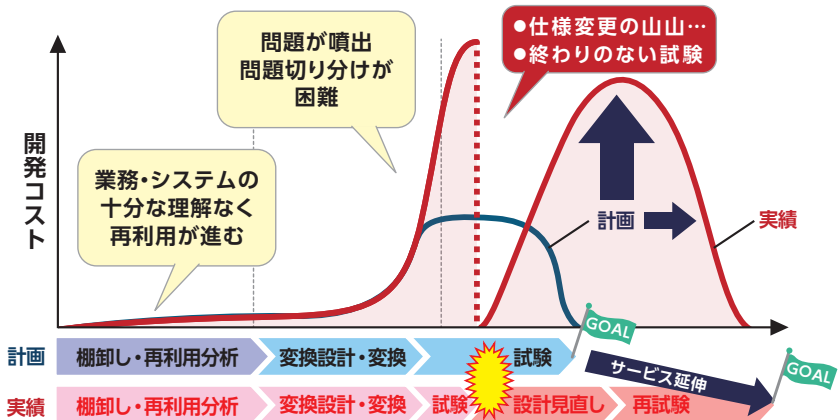 ●仕様変更の山山…
●終わりのない試験
問題が噴出
問題切り分けが
困難
業務・システムの
十分な理解なく
再利用が進む
開発コスト
計画
実績
GOAL
計画
棚卸し・再利用分析
変換設計・変換
試験
サービス延伸
GOAL
実績
棚卸し・再利用分析
変換設計・変換
試験
設計見直し
再試験